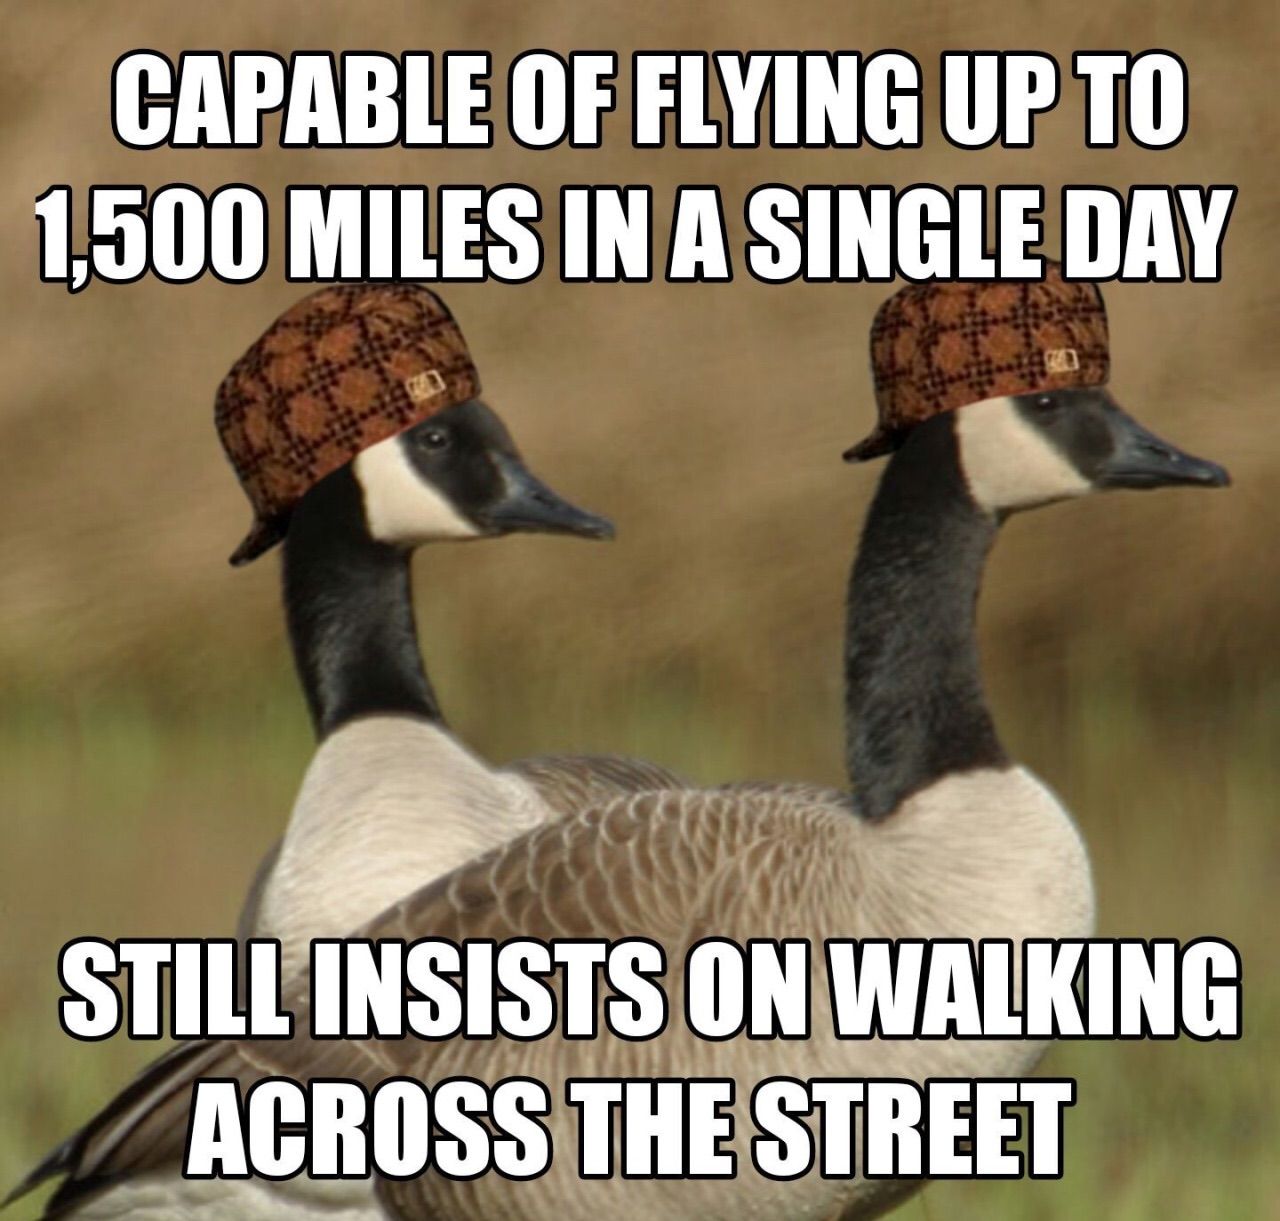 CAPABLE OF FLYING UP TO
1,500 MILES IN A SINGLE DAY
STILL INSISTS ON WALKING
ACROSS THE STREET